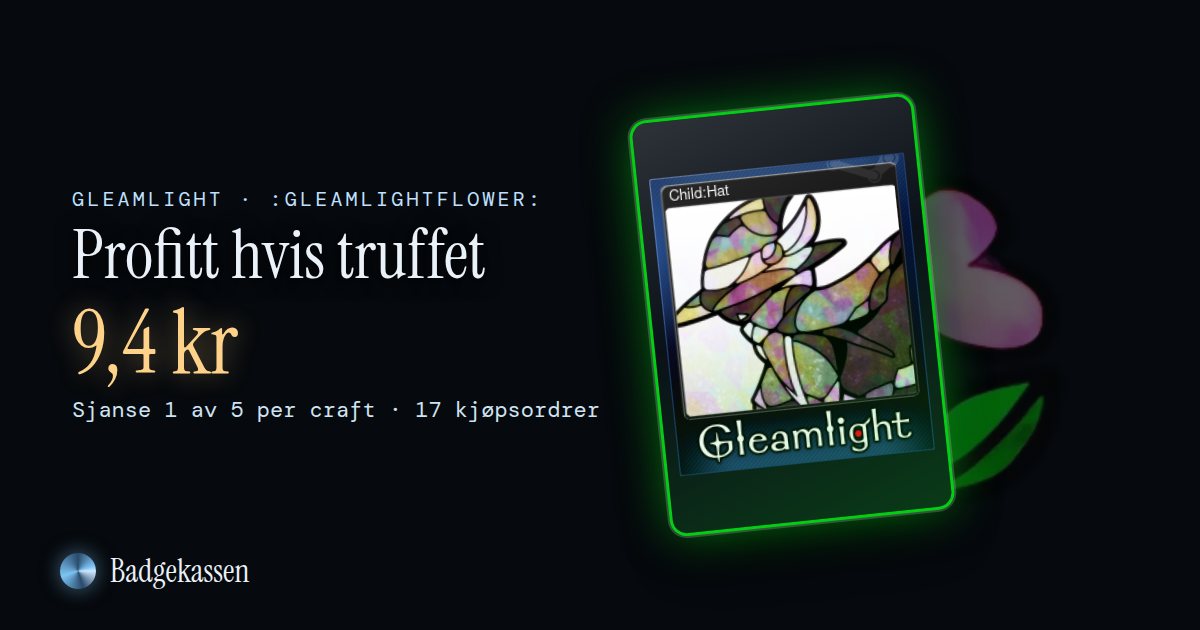 GLEAMLIGHT · :GLEAMLIGHTFLOWER:
Profitt hvis truffet
9,4 kr
Sjanse 1 av 5 per craft · 17 kjøpsordrer
Child:Hat
Gleamlight
Badgekassen